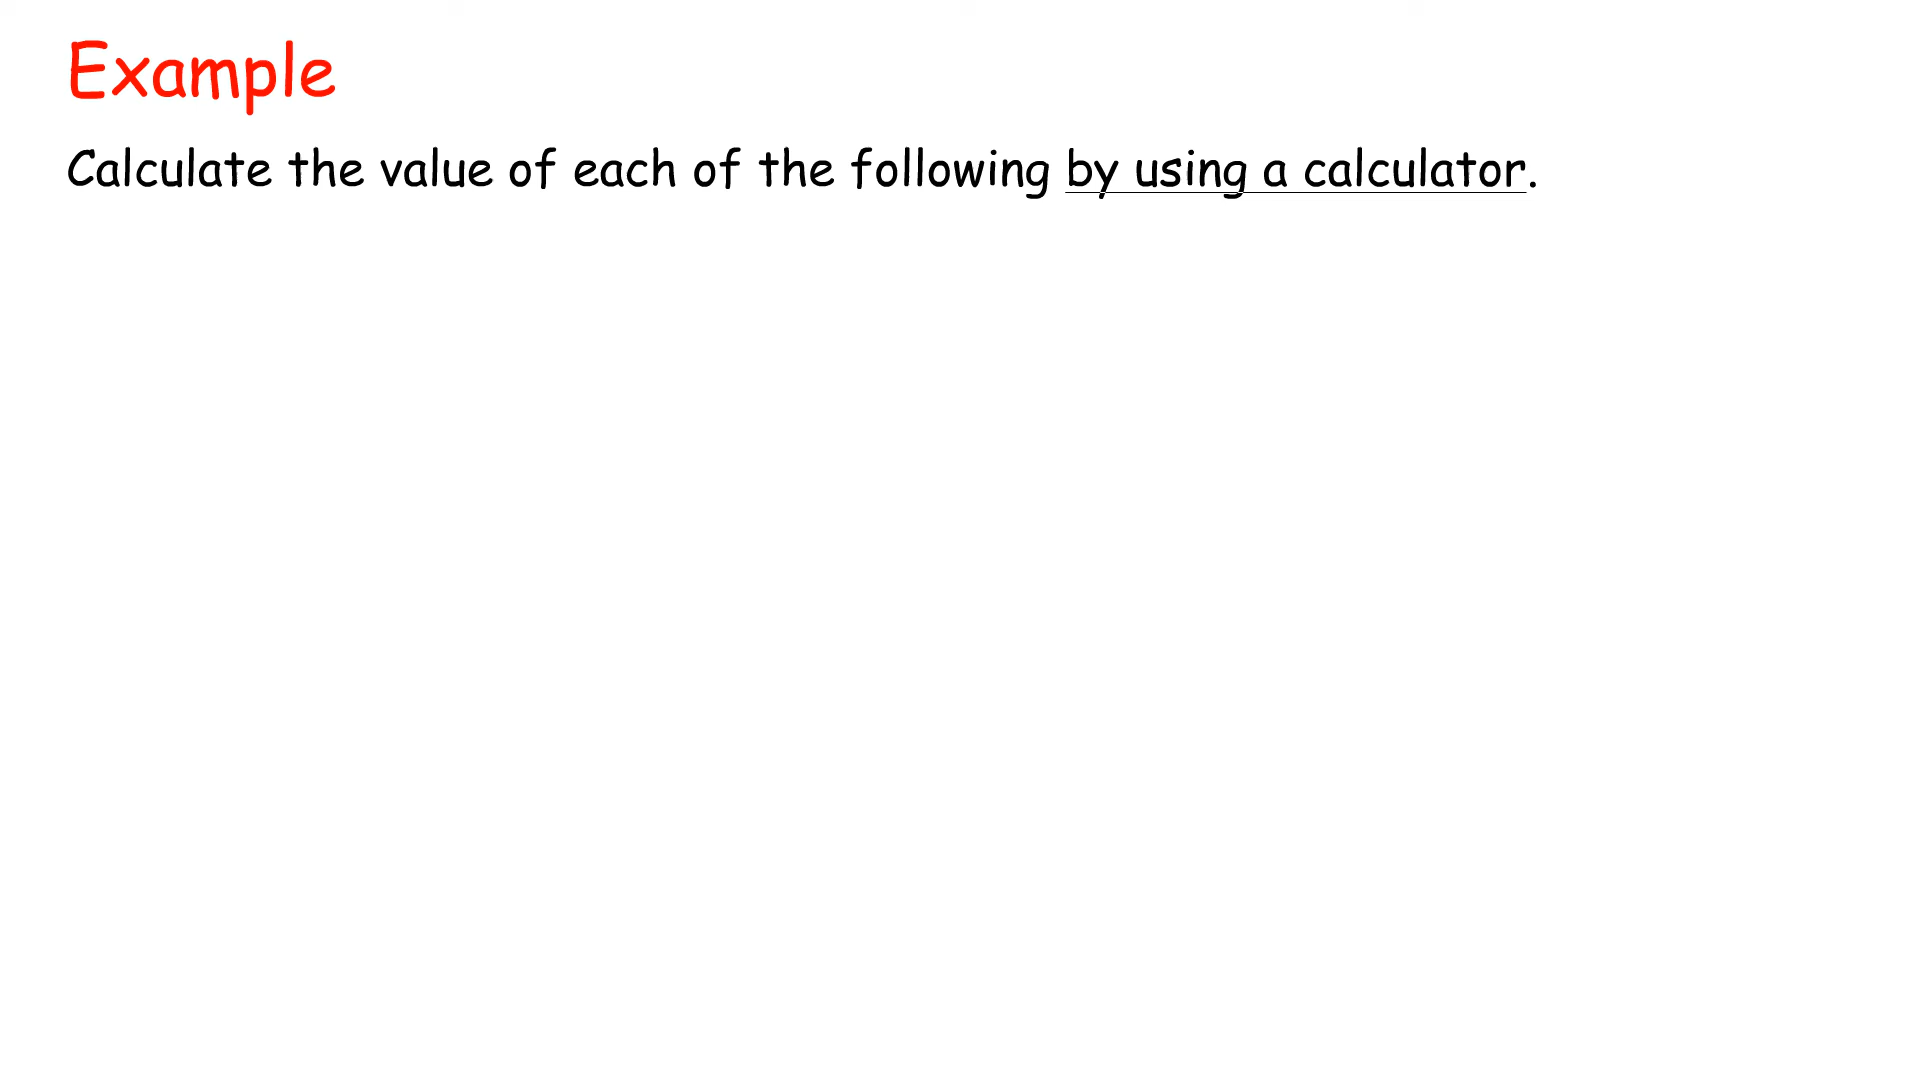 Example
Calculate the value of each of the following by using a calculator.